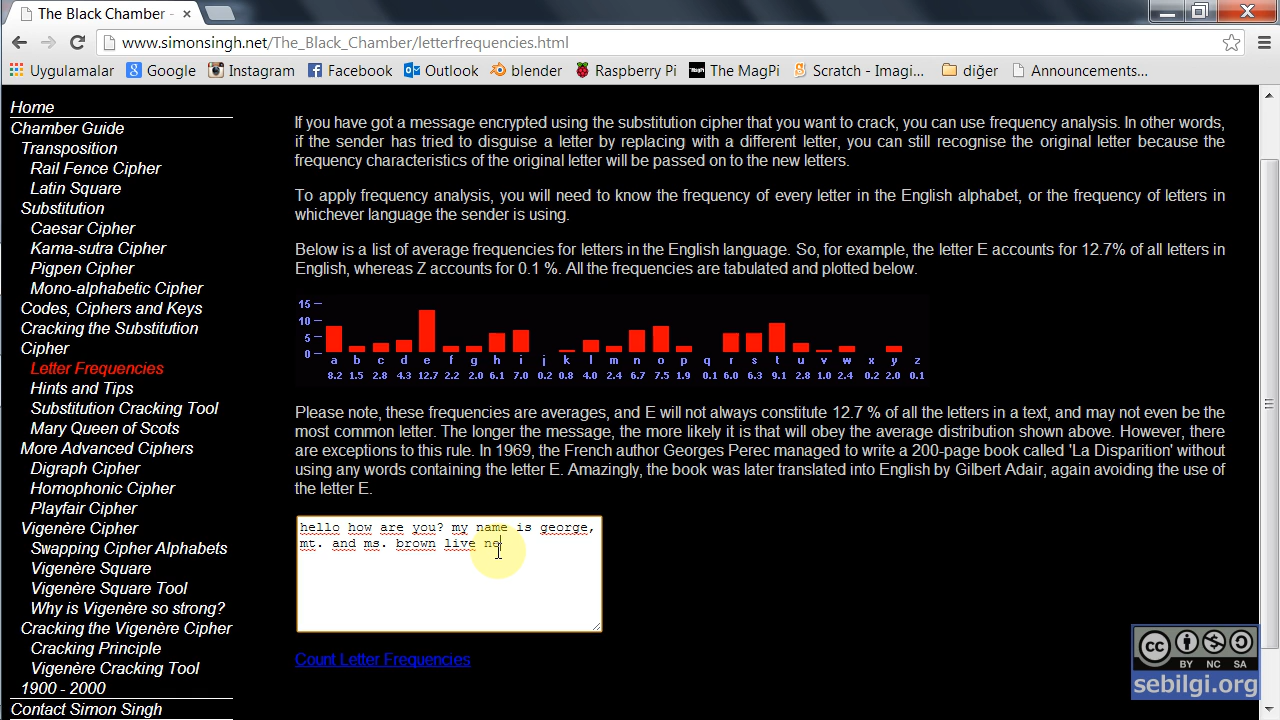 The Black Chamber -
www.simonsingh.net/The_Black_Chamber/letterfrequencies.html
Uygulamalar Google Instagram Facebook Outlook blender Raspberry Pi The MagPi Scratch - Imagi... diğer Announcements...
Home
Chamber Guide
Transposition
Rail Fence Cipher
Latin Square
Substitution
Caesar Cipher
Kama-sutra Cipher
Pigpen Cipher
Mono-alphabetic Cipher
Codes, Ciphers and Keys
Cracking the Substitution
Cipher
Letter Frequencies
Hints and Tips
Substitution Cracking Tool
Mary Queen of Scots
More Advanced Ciphers
Digraph Cipher
Homophonic Cipher
Playfair Cipher
Vigenère Cipher
Swapping Cipher Alphabets
Vigenère Square
Vigenère Square Tool
Why is Vigenère so strong?
Cracking the Vigenère Cipher
Cracking Principle
Vigenère Cracking Tool
1900 - 2000
Contact Simon Singh
If you have got a message encrypted using the substitution cipher that you want to crack, you can use frequency analysis. In other words,
if the sender has tried to disguise a letter by replacing with a different letter, you can still recognise the original letter because the
frequency characteristics of the original letter will be passed on to the new letters.
To apply frequency analysis, you will need to know the frequency of every letter in the English alphabet, or the frequency of letters in
whichever language the sender is using.
Below is a list of average frequencies for letters in the English language. So, for example, the letter E accounts for 12.7% of all letters in
English, whereas Z accounts for 0.1 %. All the frequencies are tabulated and plotted below.
15
10
5
0
a b c d e f g h i j k l m n o p q r s t u v w x y z
8.2 1.5 2.8 4.3 12.7 2.2 2.0 6.1 7.0 0.2 0.8 4.0 2.4 6.7 7.5 1.9 0.1 6.0 6.3 9.1 2.8 1.0 2.4 0.2 2.0 0.1
Please note, these frequencies are averages, and E will not always constitute 12.7 % of all the letters in a text, and may not even be the
most common letter. The longer the message, the more likely it is that will obey the average distribution shown above. However, there
are exceptions to this rule. In 1969, the French author Georges Perec managed to write a 200-page book called 'La Disparition' without
using any words containing the letter E. Amazingly, the book was later translated into English by Gilbert Adair, again avoiding the use of
the letter E.
hello how are you? my name is george,
mt. and ms. brown live ne
Count Letter Frequencies
cc
BY NC SA
sebilgi.org